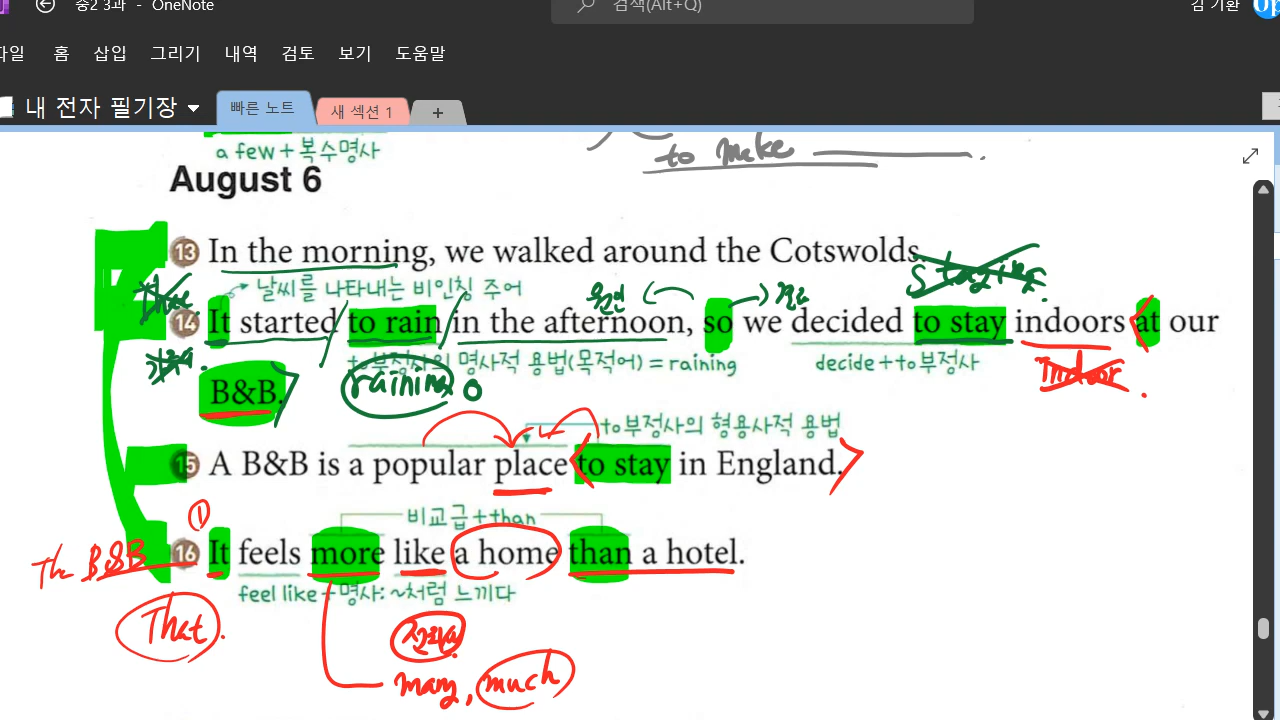 중2 3과 - OneNote
검색(Alt+Q)
김 기환
파일 홈 삽입 그리기 내역 검토 보기 도움말
내 전자 필기장
빠른 노트
새 섹션 1
a few + 복수명사
to make
August 6
13 In the morning, we walked around the Cotswolds.
staying
날씨를 나타내는 비인칭 주어
원인
결과
14 It started to rain in the afternoon, so we decided to stay indoors at our
to부정사의 명사적 용법(목적어) = raining
decide + to부정사
raining
indoor
B&B.
to부정사의 형용사적 용법
15 A B&B is a popular place to stay in England.
비교급 + than
①
The B&B
16 It feels more like a home than a hotel.
feel like + 명사: ~처럼 느끼다
That.
전치사
many, much